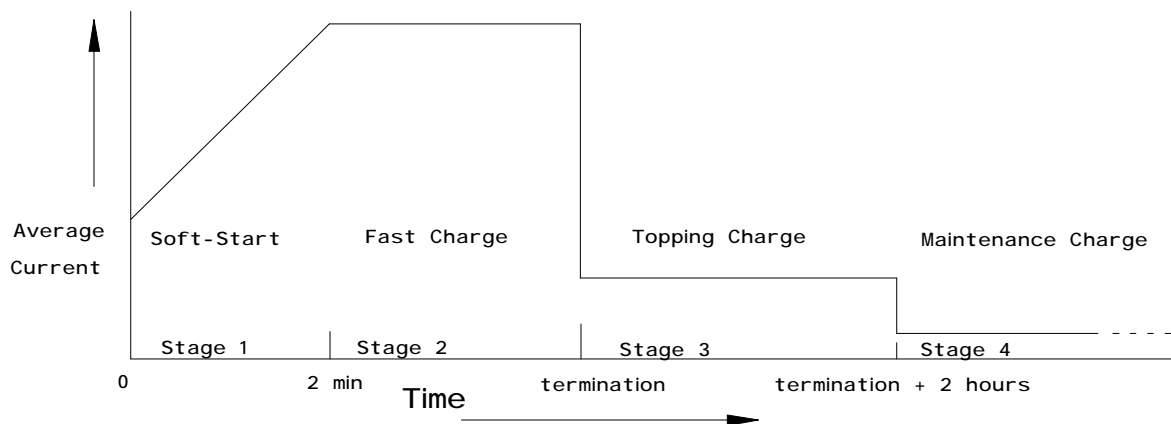 Average
Current
Soft-Start
Fast Charge
Topping Charge
Maintenance Charge
Stage 1
Stage 2
Stage 3
Stage 4
0
2 min
termination
termination + 2 hours
Time